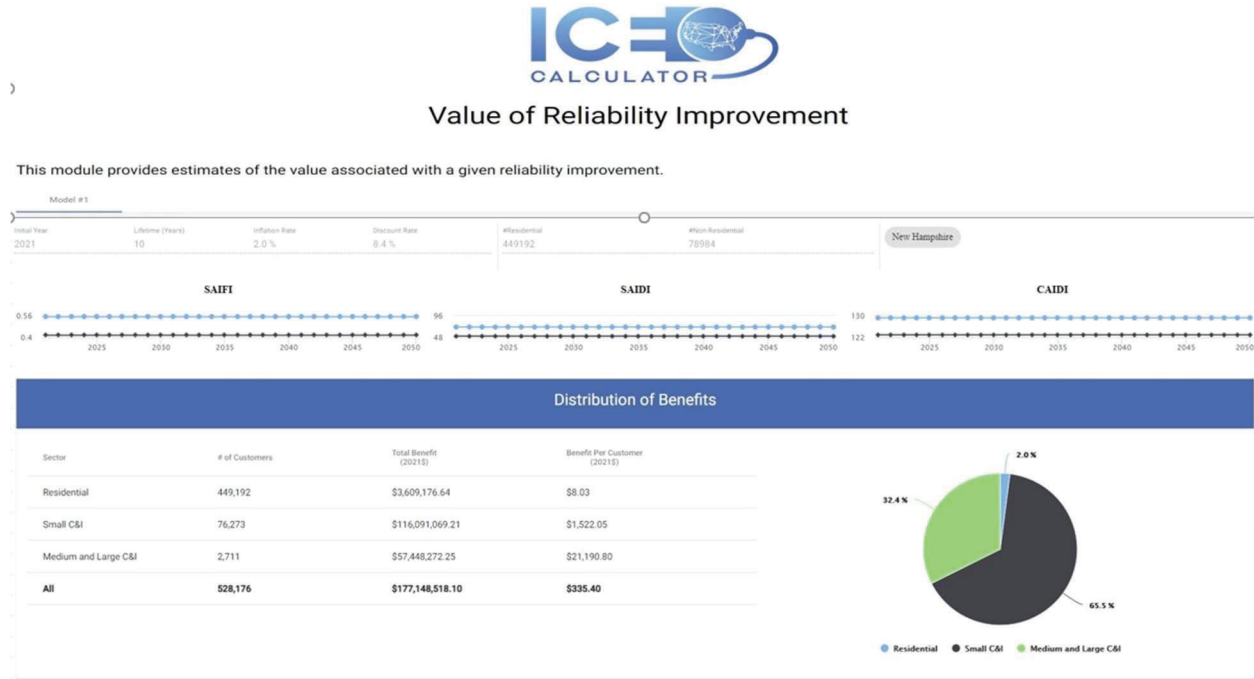 ICE
CALCULATOR
Value of Reliability Improvement
This module provides estimates of the value associated with a given reliability improvement.
Model #1
Initial Year Lifetime (Years) Inflation Rate Discount Rate #Residential #Non Residential
2021 10 2.0 % 8.4 % 449192 78984 New Hampshire
SAIFI SAIDI CAIDI
0.56 96 130
0.4 48 122
2025 2030 2035 2040 2045 2050 2025 2030 2035 2040 2045 2050 2025 2030 2035 2040 2045 2050
Distribution of Benefits
Sector # of Customers Total Benefit Benefit Per Customer
(2021$) (2021$)
Residential 449,192 $3,609,176.64 $8.03
Small C&I 76,273 $116,091,069.21 $1,522.05
Medium and Large C&I 2,711 $57,448,272.25 $21,190.80
All 528,176 $177,148,518.10 $335.40
2.0 %
32.4 %
65.5 %
Residential Small C&I Medium and Large C&I